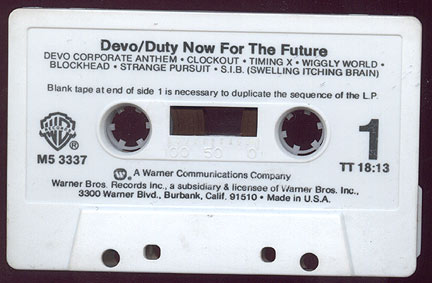 Devo/Duty Now For The Future
DEVO CORPORATE ANTHEM • CLOCKOUT • TIMING X • WIGGLY WORLD •
BLOCKHEAD • STRANGE PURSUIT • S.I.B. (SWELLING ITCHING BRAIN)
Blank tape at end of side 1 is necessary to duplicate the sequence of the L.P.
WB ®
M5 3337
1
TT 18:13
50 0
W ® A Warner Communications Company
Warner Bros. Records Inc., a subsidiary & licensee of Warner Bros. Inc.,
3300 Warner Blvd., Burbank, Calif. 91510 • Made in U.S.A.